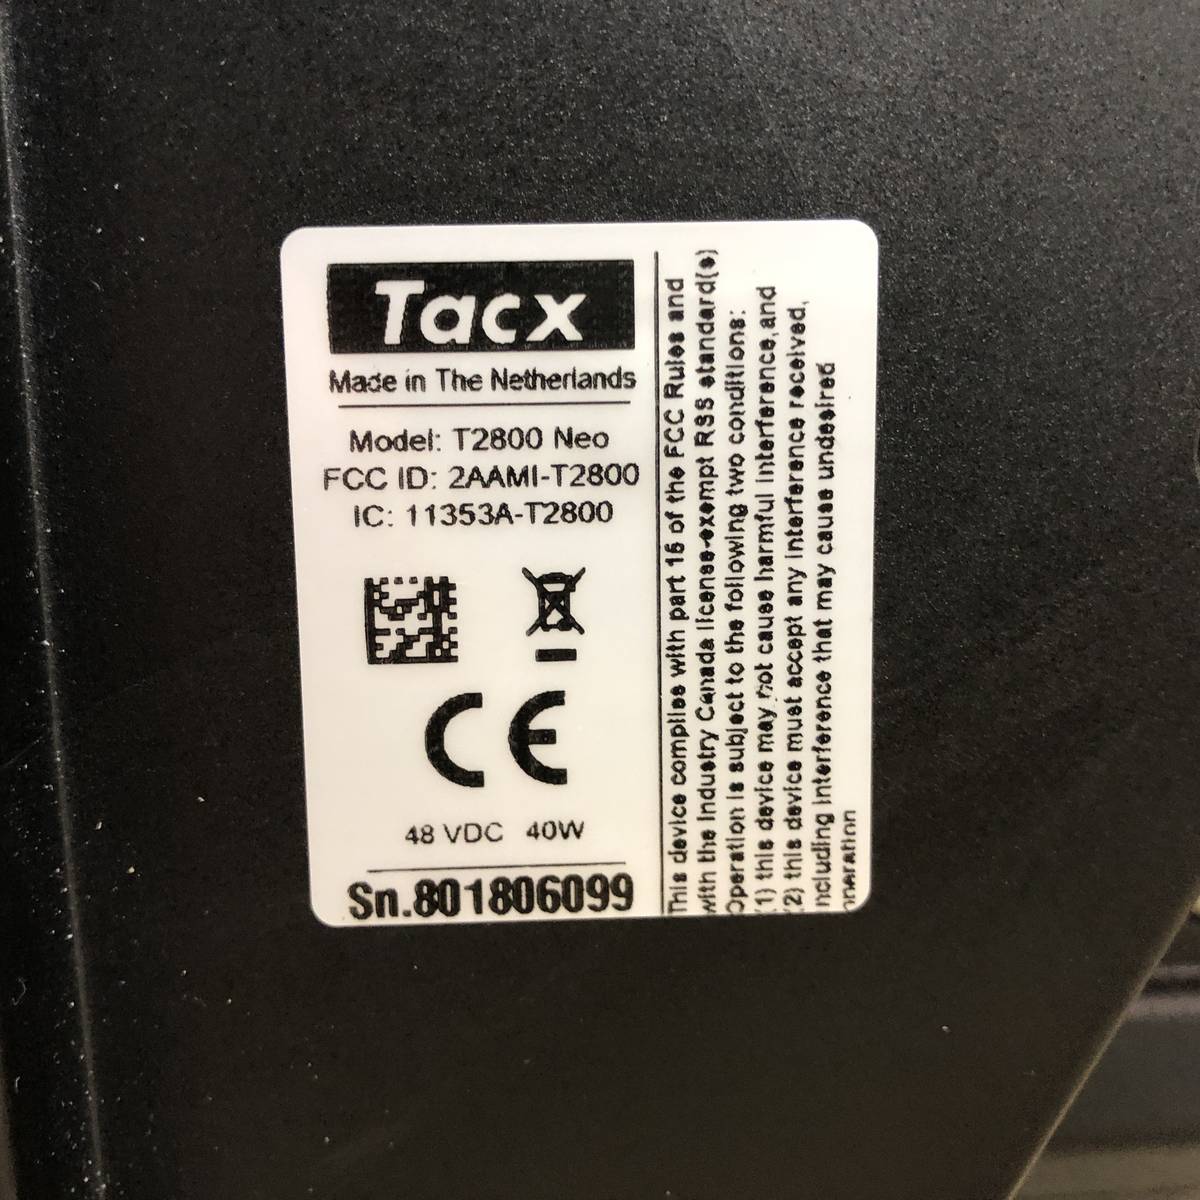 Tacx
Made in The Netherlands
Model: T2800 Neo
FCC ID: 2AAMI-T2800
IC: 11353A-T2800
CE
48 VDC 40W
Sn.801806099
This device complies with part 15 of the FCC Rules and
with the Industry Canada license-exempt RSS standard(s)
Operation is subject to the following two conditions:
(1) this device may not cause harmful interference, and
(2) this device must accept any interference received,
ncluding interference that may cause undesired
operation